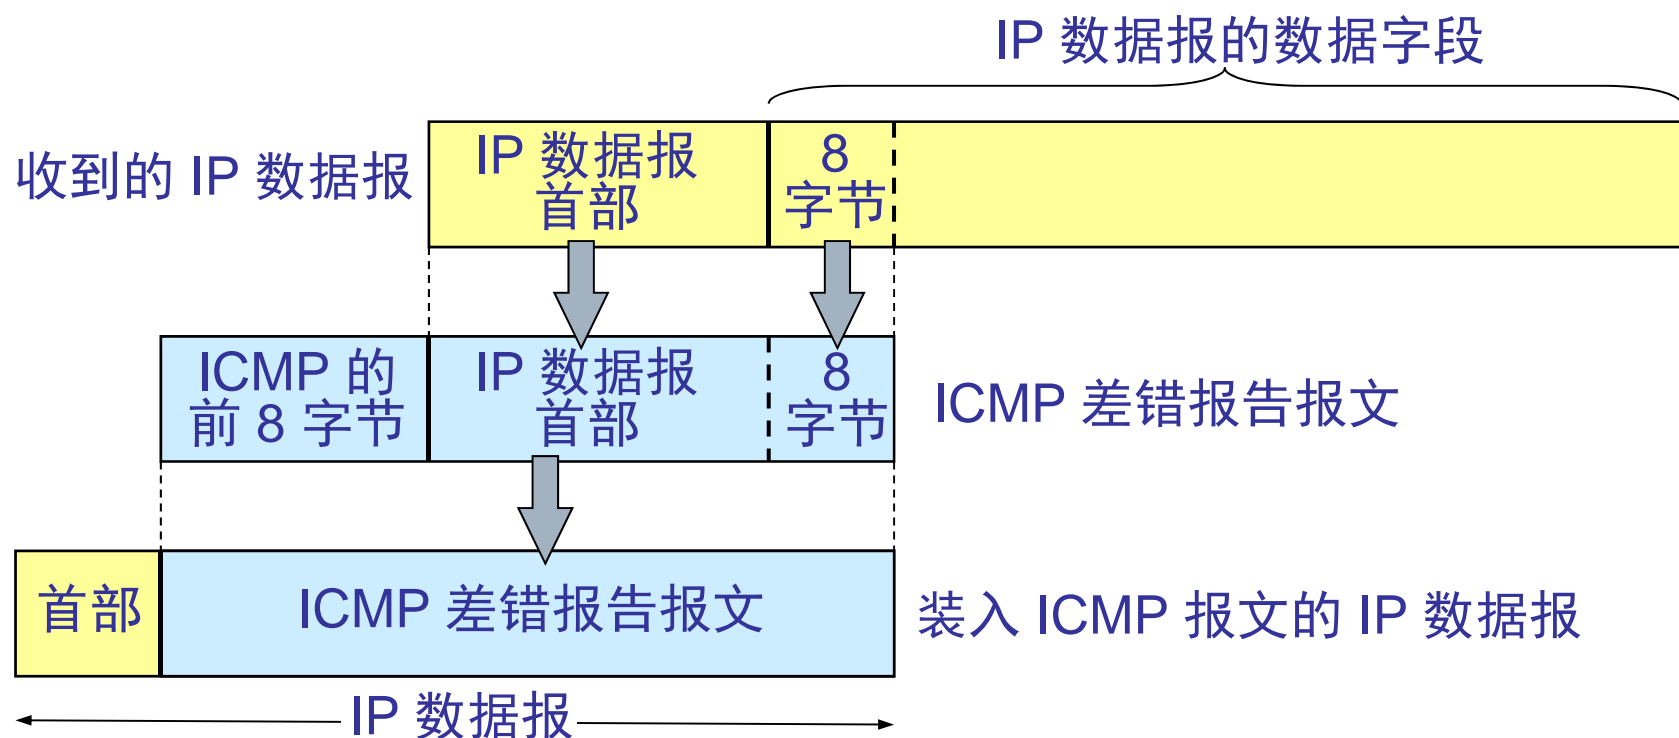 IP 数据报的数据字段
收到的 IP 数据报
IP 数据报
首部
8
字节
ICMP 的
前 8 字节
IP 数据报
首部
8
字节
ICMP 差错报告报文
首部
ICMP 差错报告报文
装入 ICMP 报文的 IP 数据报
IP 数据报